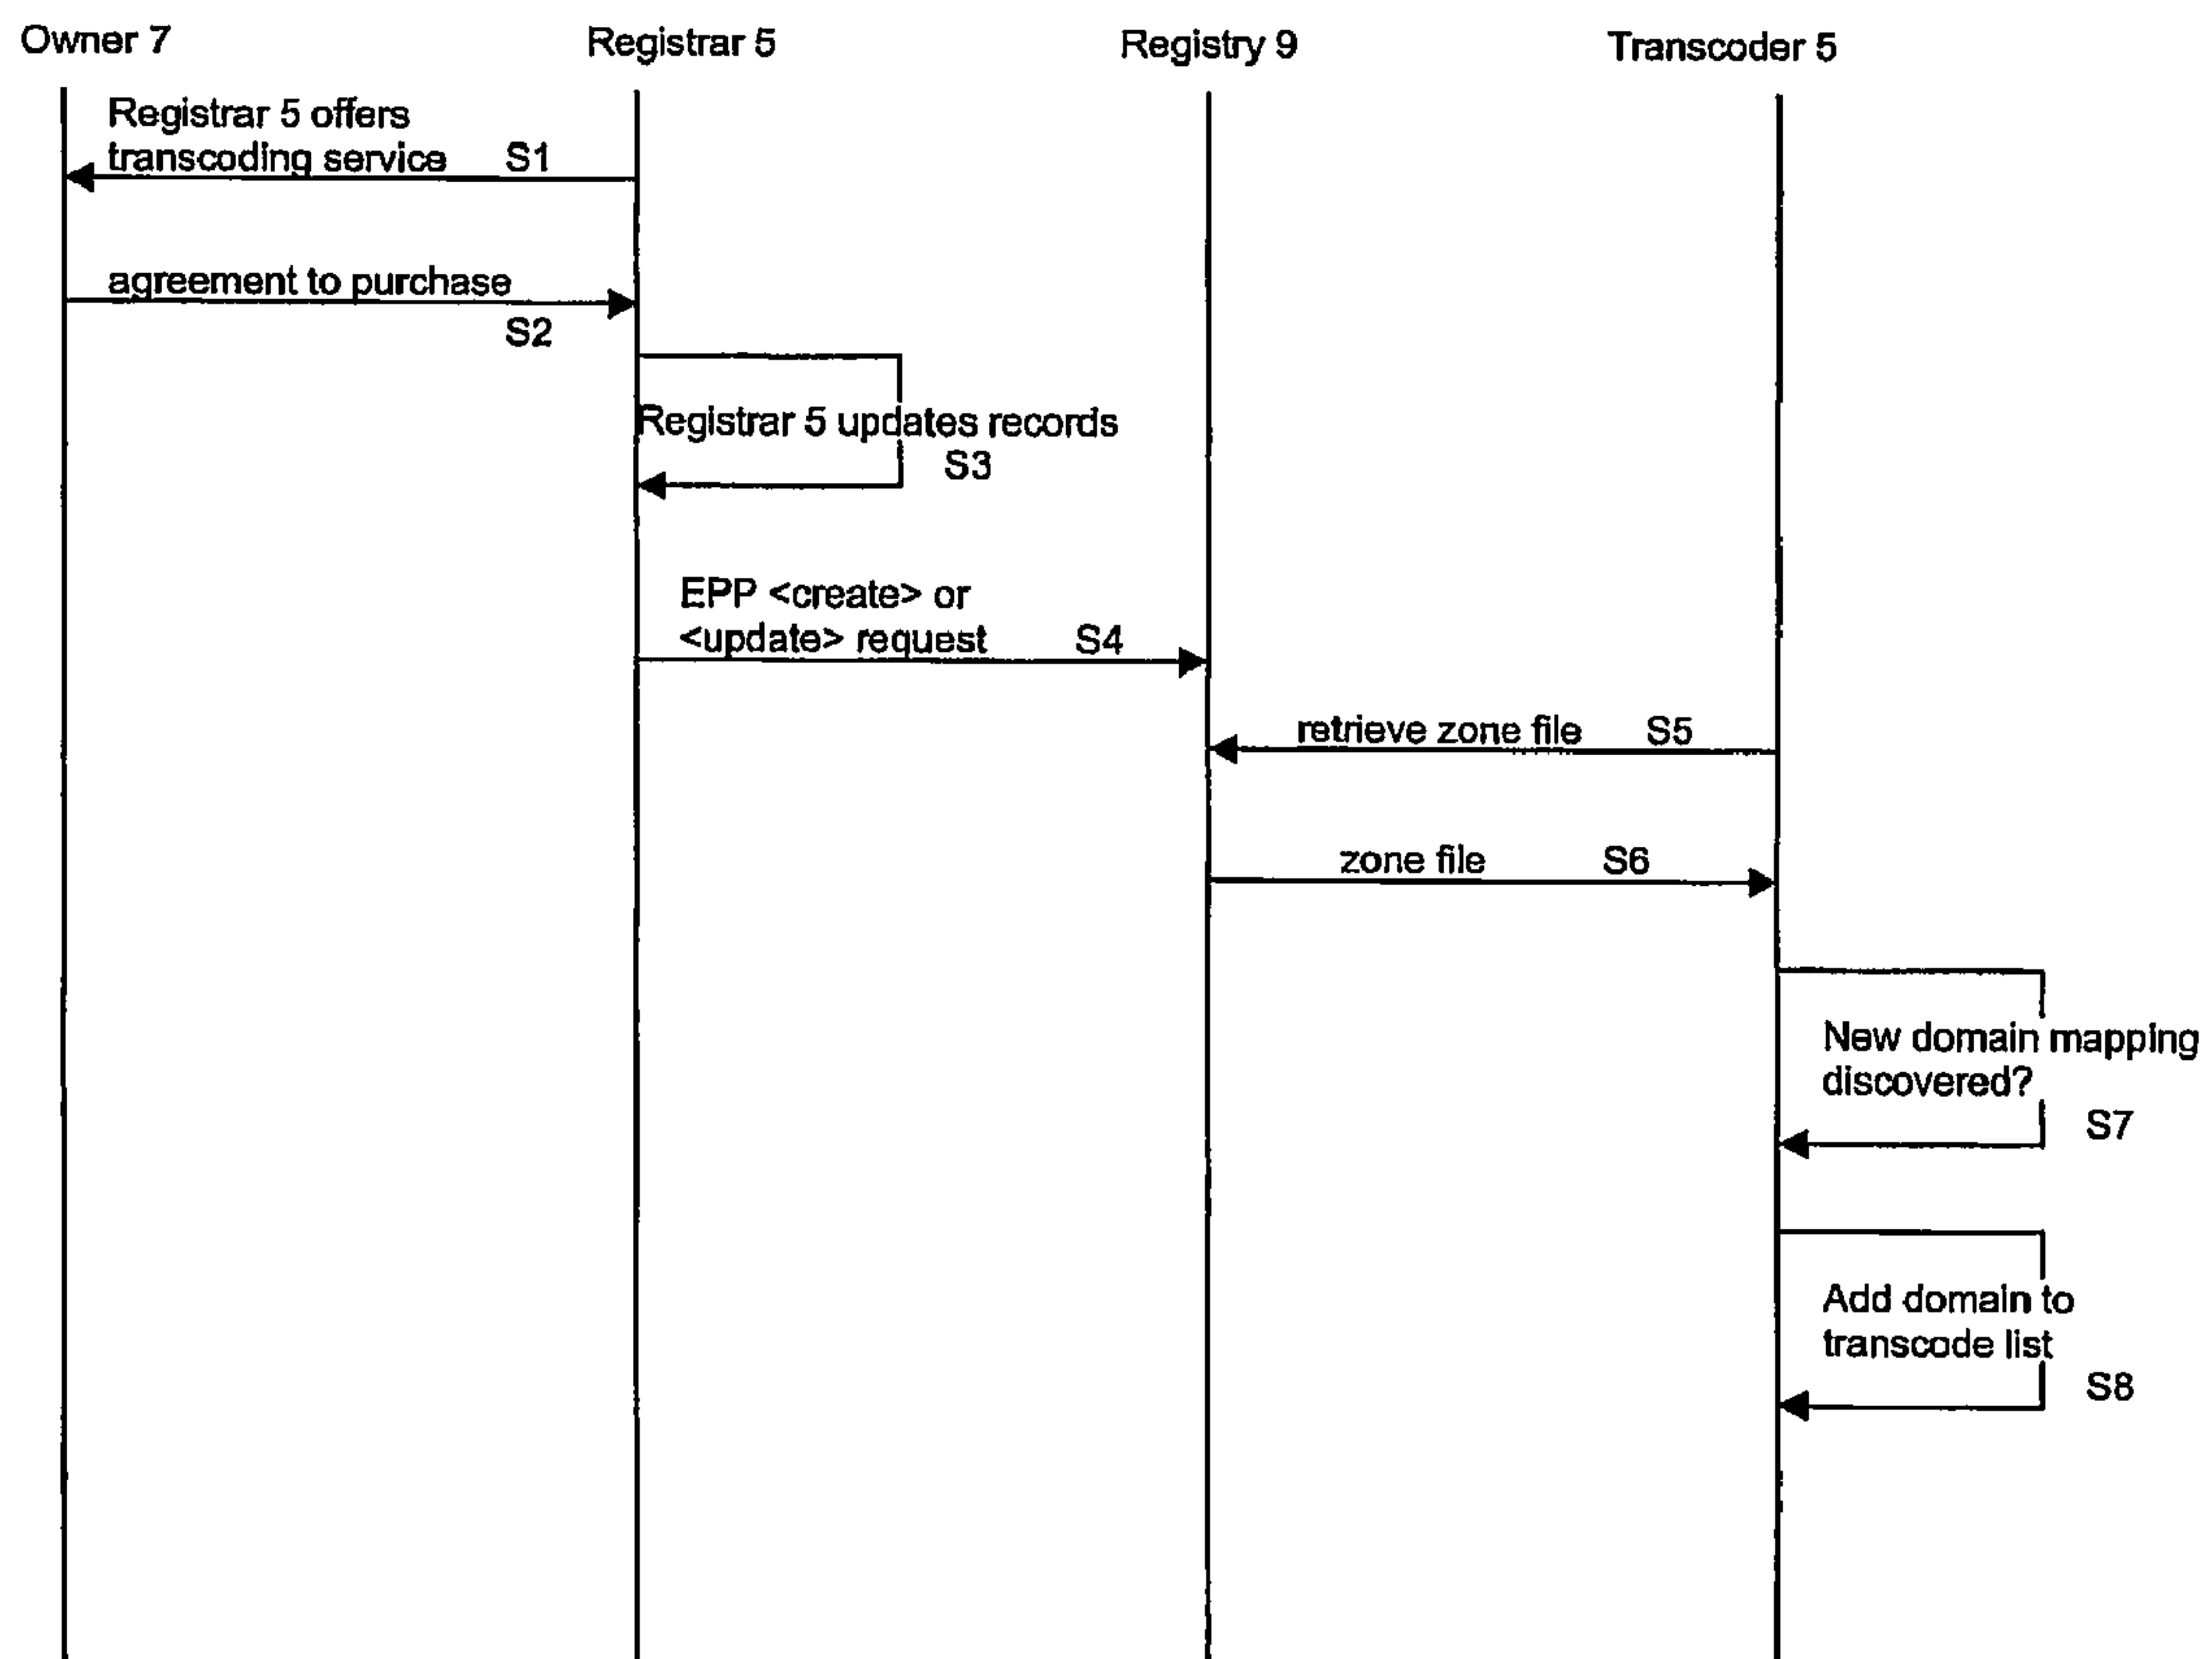 Owner 7
Registrar 5
Registry 9
Transcoder 5
Registrar 5 offers
transcoding service S1
agreement to purchase
S2
Registrar 5 updates records
S3
EPP <create> or
<update> request S4
retrieve zone file S5
zone file S6
New domain mapping
discovered?
S7
Add domain to
transcode list
S8